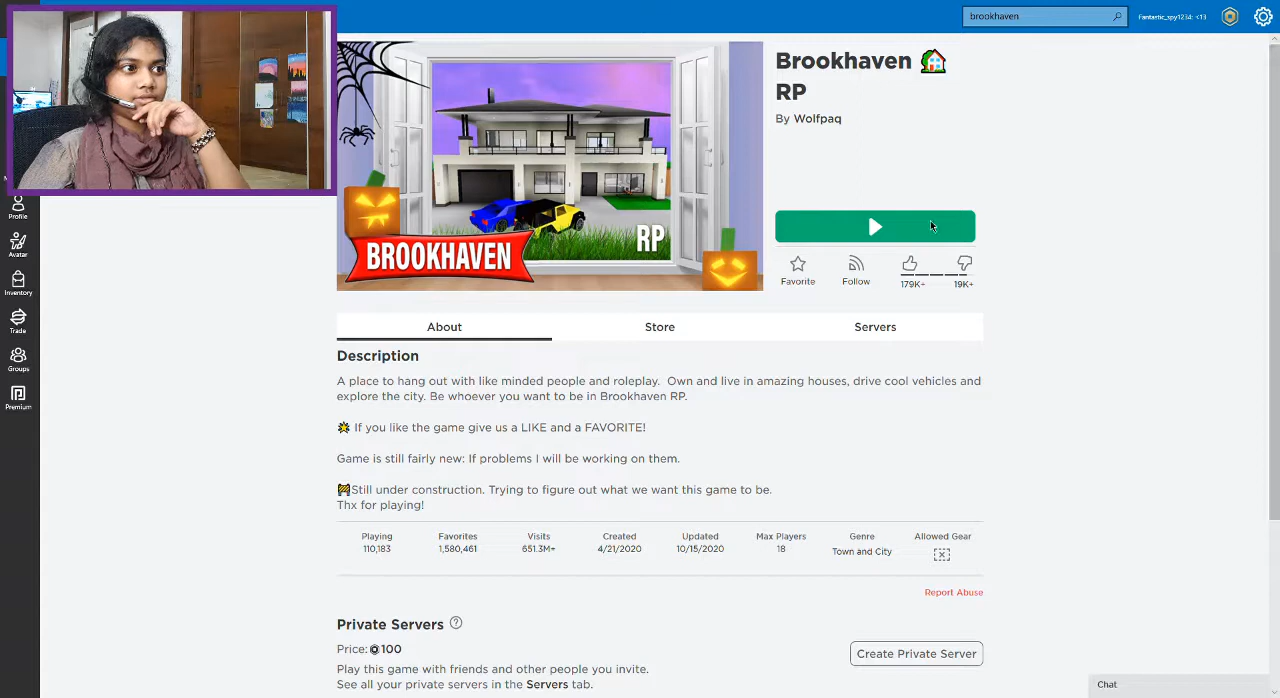 brookhaven
Fantastic_spy1234: <13
Brookhaven
RP
By Wolfpaq
BROOKHAVEN
RP
Profile
Avatar
Inventory
Trade
Groups
Premium
Favorite
Follow
179K+
19K+
About
Store
Servers
Description
A place to hang out with like minded people and roleplay. Own and live in amazing houses, drive cool vehicles and
explore the city. Be whoever you want to be in Brookhaven RP.
If you like the game give us a LIKE and a FAVORITE!
Game is still fairly new: If problems I will be working on them.
Still under construction. Trying to figure out what we want this game to be.
Thx for playing!
Playing
Favorites
Visits
Created
Updated
Max Players
Genre
Allowed Gear
110,183
1,580,461
651.3M+
4/21/2020
10/15/2020
18
Town and City
Report Abuse
Private Servers
Price: 100
Create Private Server
Play this game with friends and other people you invite.
See all your private servers in the Servers tab.
Chat